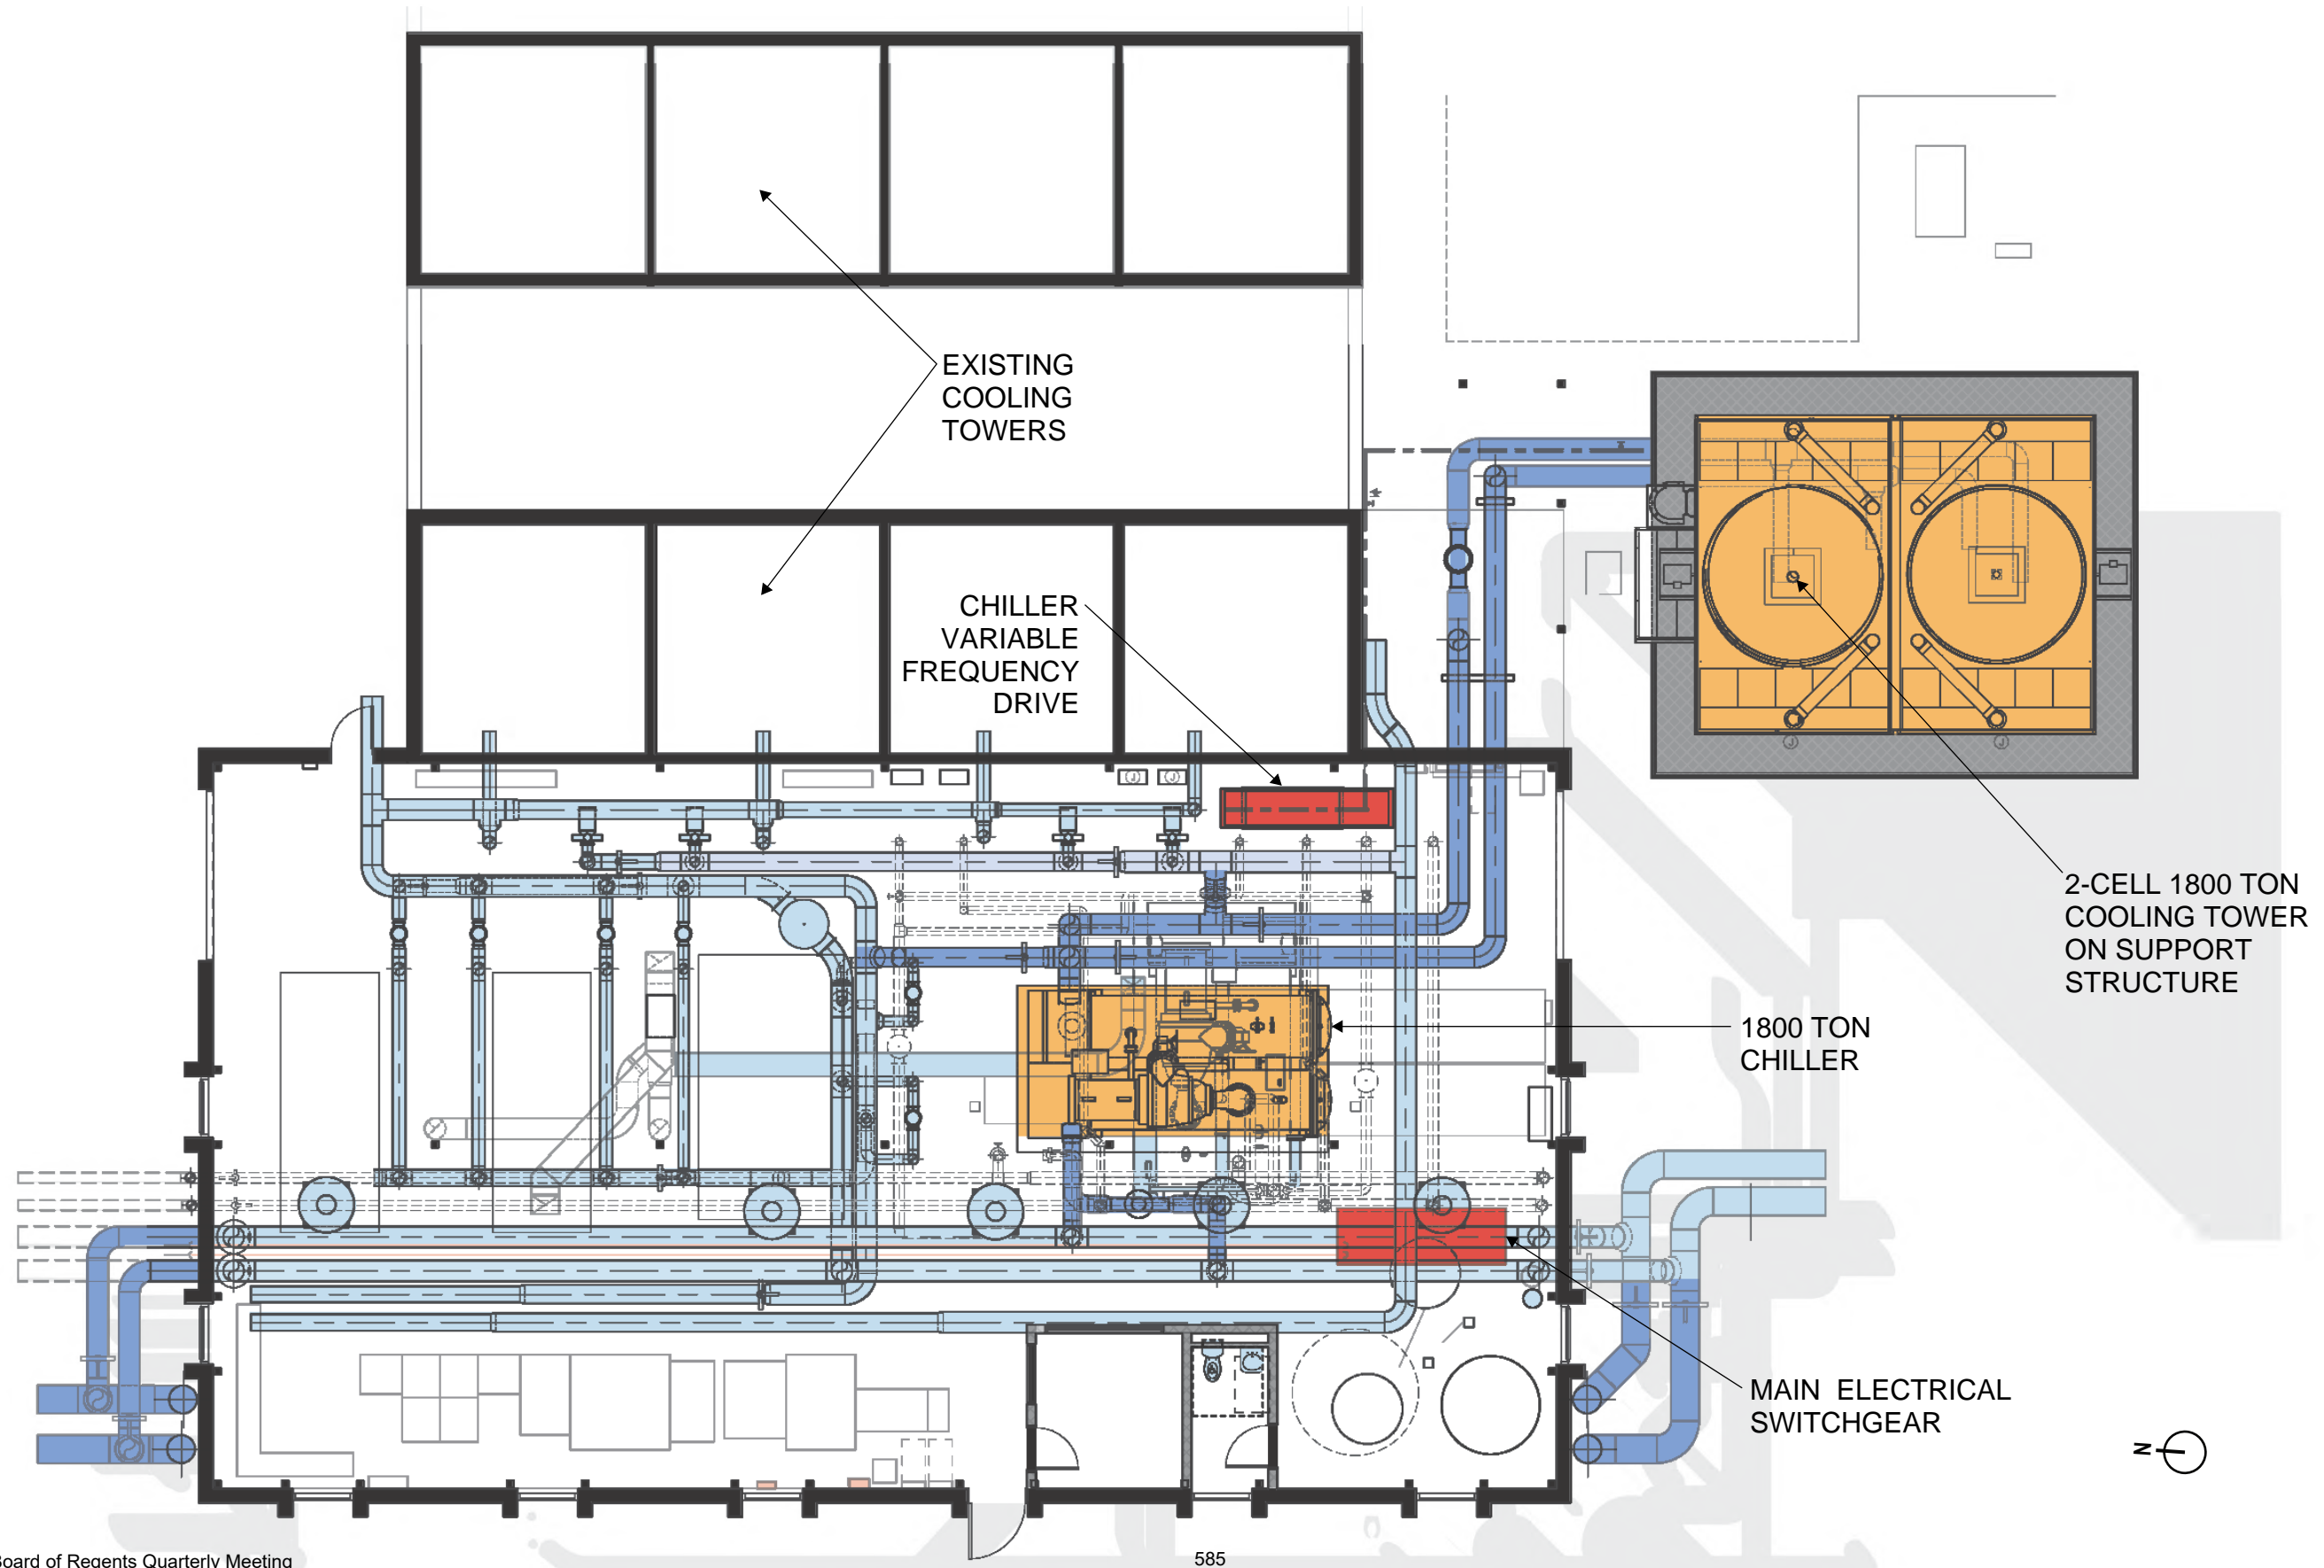 EXISTING
COOLING
TOWERS
CHILLER
VARIABLE
FREQUENCY
DRIVE
2-CELL 1800 TON
COOLING TOWER
ON SUPPORT
STRUCTURE
1800 TON
CHILLER
MAIN ELECTRICAL
SWITCHGEAR
N
Board of Regents Quarterly Meeting
585